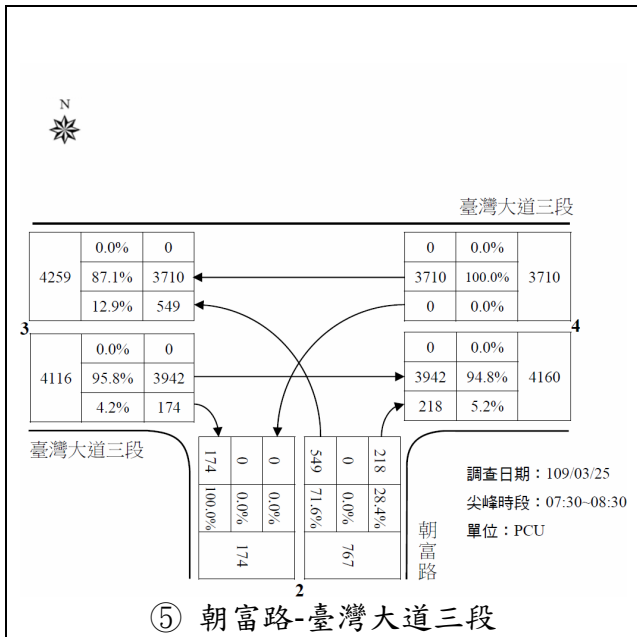 N
臺灣大道三段
0.0% 0
4259 87.1% 3710
12.9% 549
0 0.0%
3710 100.0% 3710
0 0.0%
3
4
0.0% 0
4116 95.8% 3942
4.2% 174
0 0.0%
3942 94.8% 4160
218 5.2%
臺灣大道三段
174 0 0
100.0% 0.0% 0.0%
174
549 0 218
71.6% 0.0% 28.4%
767
朝富路
調查日期：109/03/25
尖峰時段：07:30~08:30
單位：PCU
2
⑤ 朝富路-臺灣大道三段